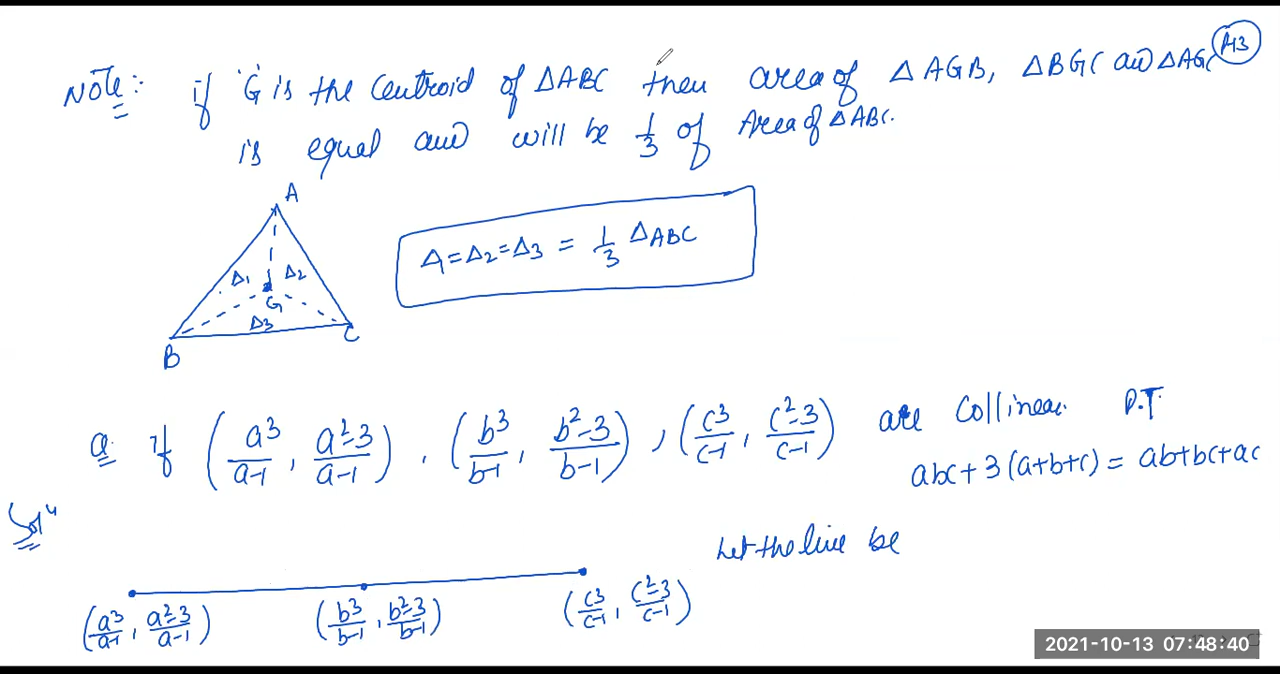 Note: if 'G' is the Centroid of ΔABC then area of ΔAGB, ΔBGC and ΔAGC
is equal and will be 1/3 of Area of ΔABC.
A
Δ1 Δ2
G
Δ3
B C
Δ1=Δ2=Δ3 = 1/3 ΔABC
Q. If (a³/a-1, a²-3/a-1), (b³/b-1, b²-3/b-1), (c³/c-1, c²-3/c-1) are Collinear. P.T
abc+3(a+b+c) = ab+bc+ac
Solⁿ
Let the line be
(a³/a-1, a²-3/a-1) (b³/b-1, b²-3/b-1) (c³/c-1, c²-3/c-1)
2021-10-13 07:48:40